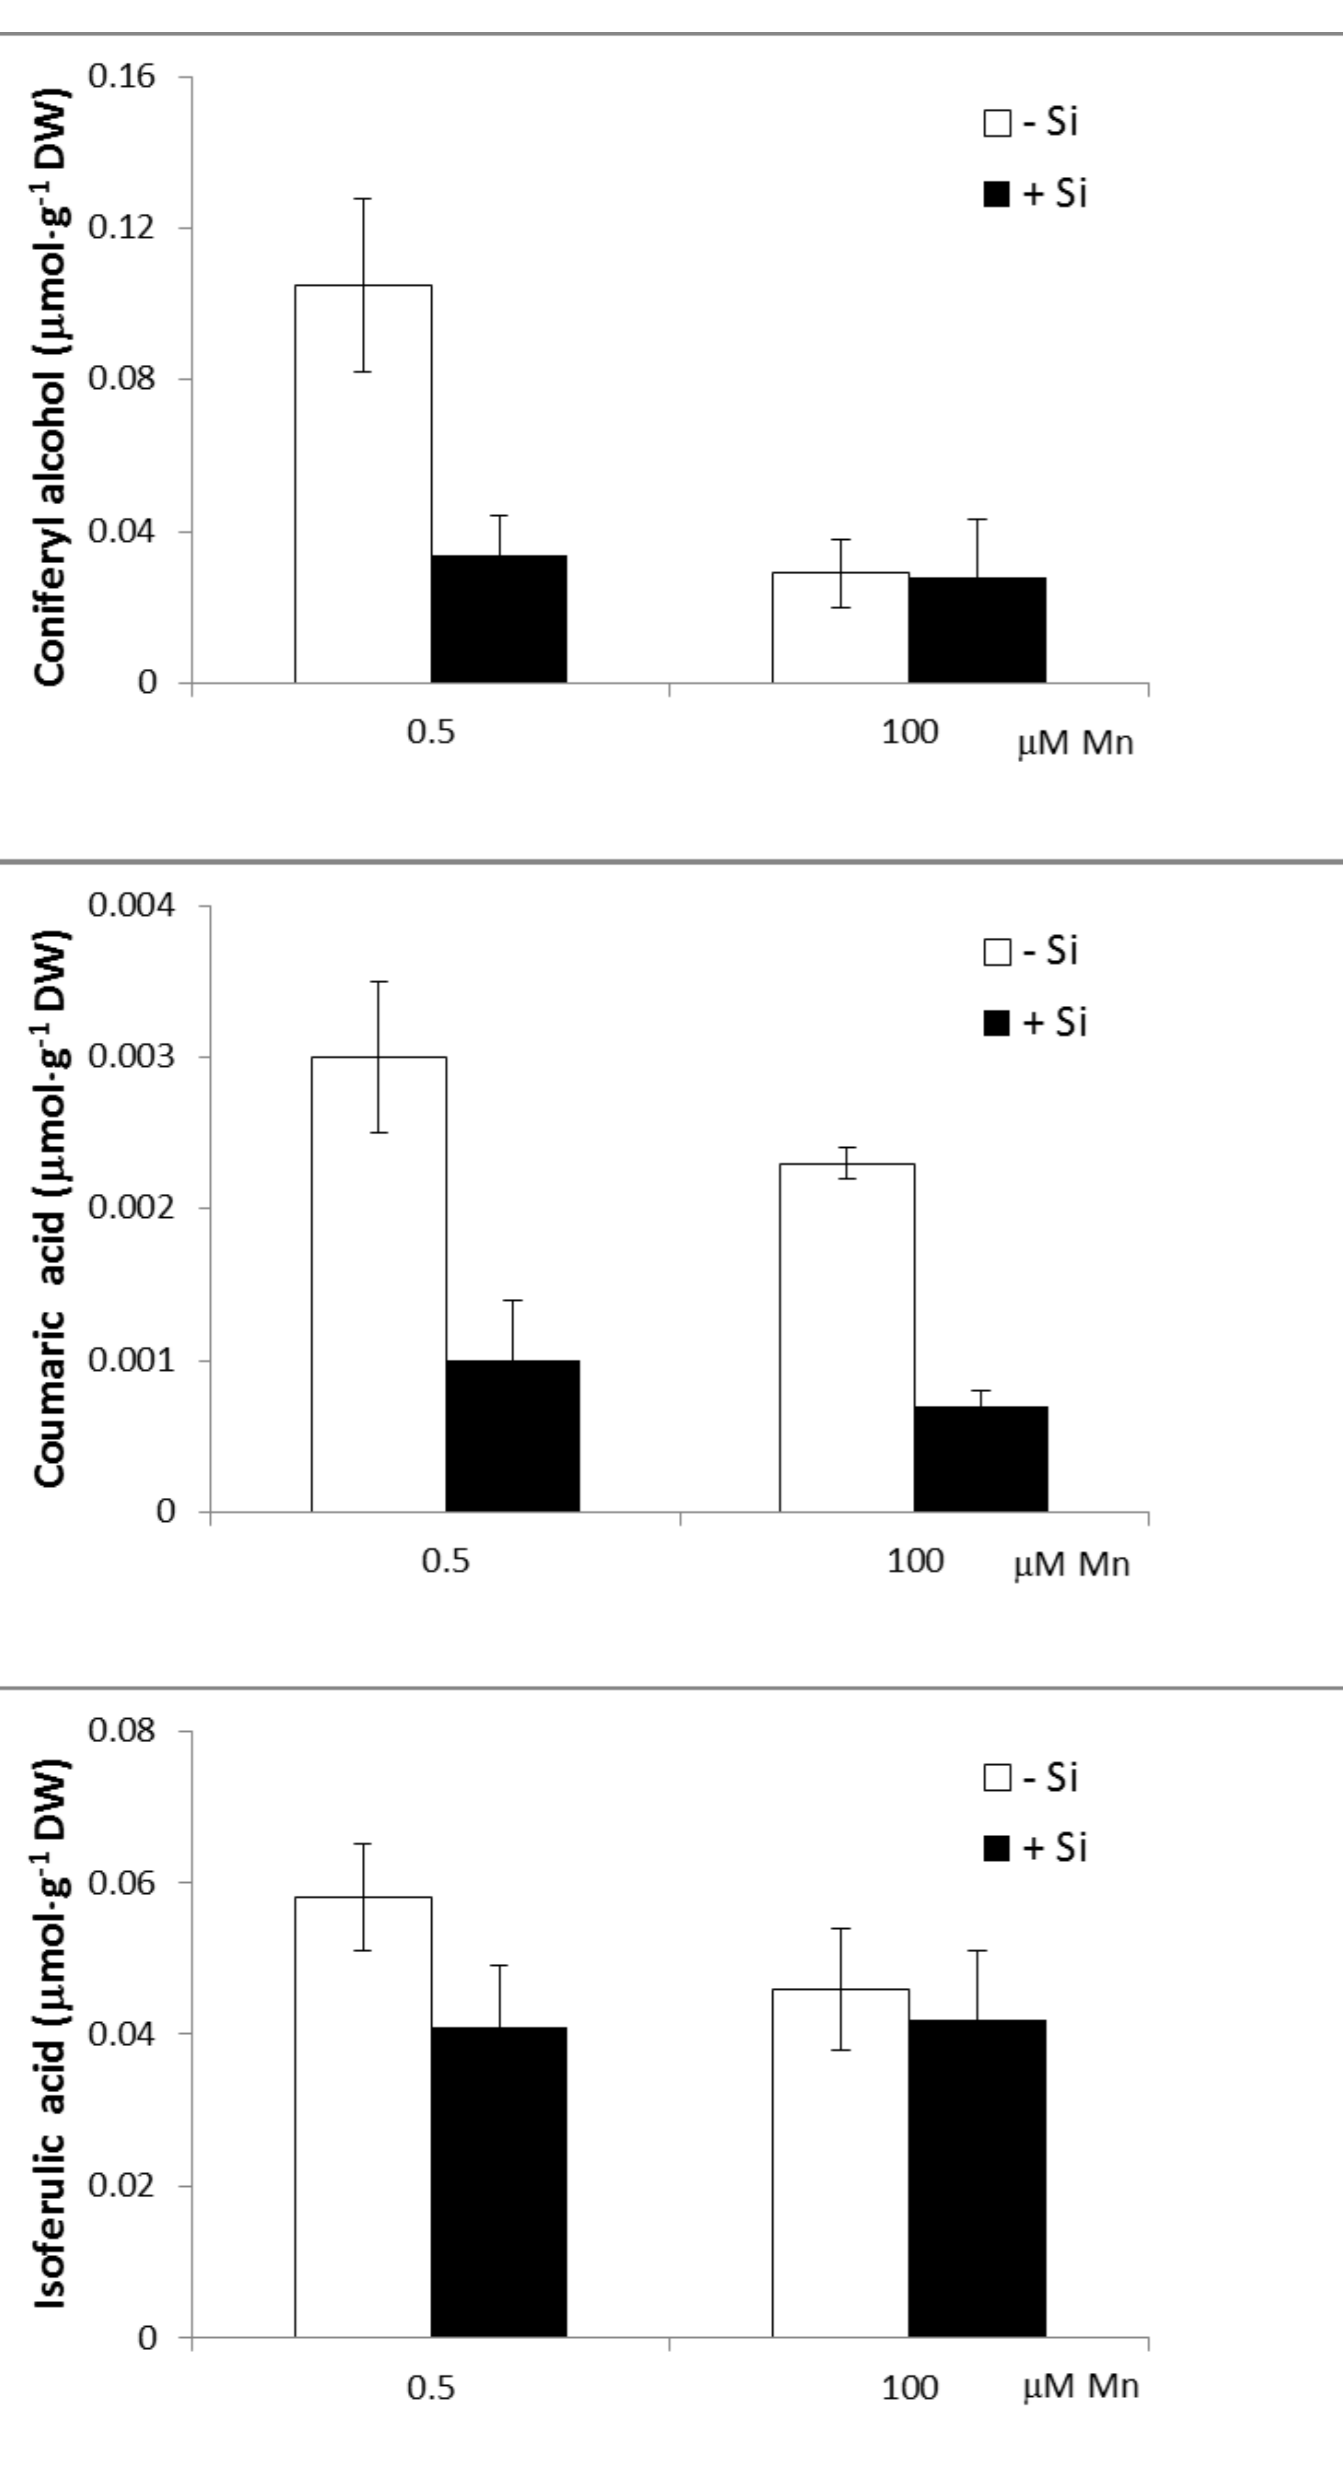 Coniferyl alcohol (µmol·g⁻¹ DW)
0.16
0.12
0.08
0.04
0
- Si
+ Si
0.5
100
µM Mn
Coumaric acid (µmol·g⁻¹ DW)
0.004
0.003
0.002
0.001
0
- Si
+ Si
0.5
100
µM Mn
Isoferulic acid (µmol·g⁻¹ DW)
0.08
0.06
0.04
0.02
0
- Si
+ Si
0.5
100
µM Mn